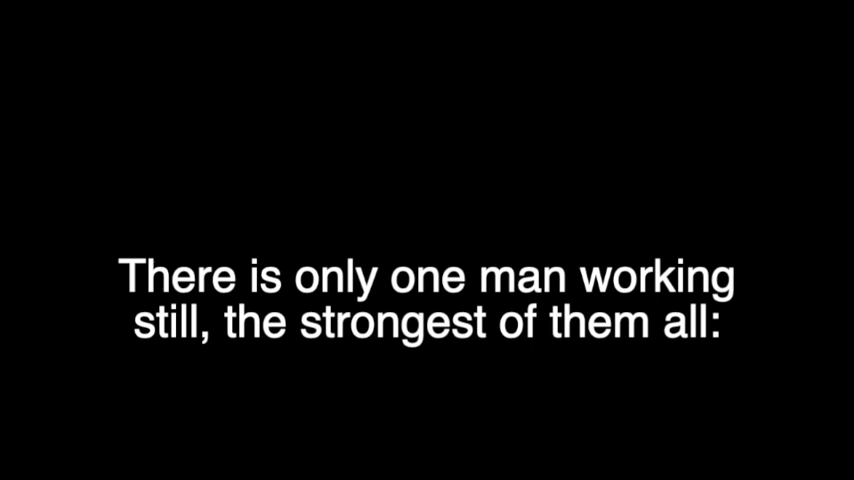 There is only one man working
still, the strongest of them all: